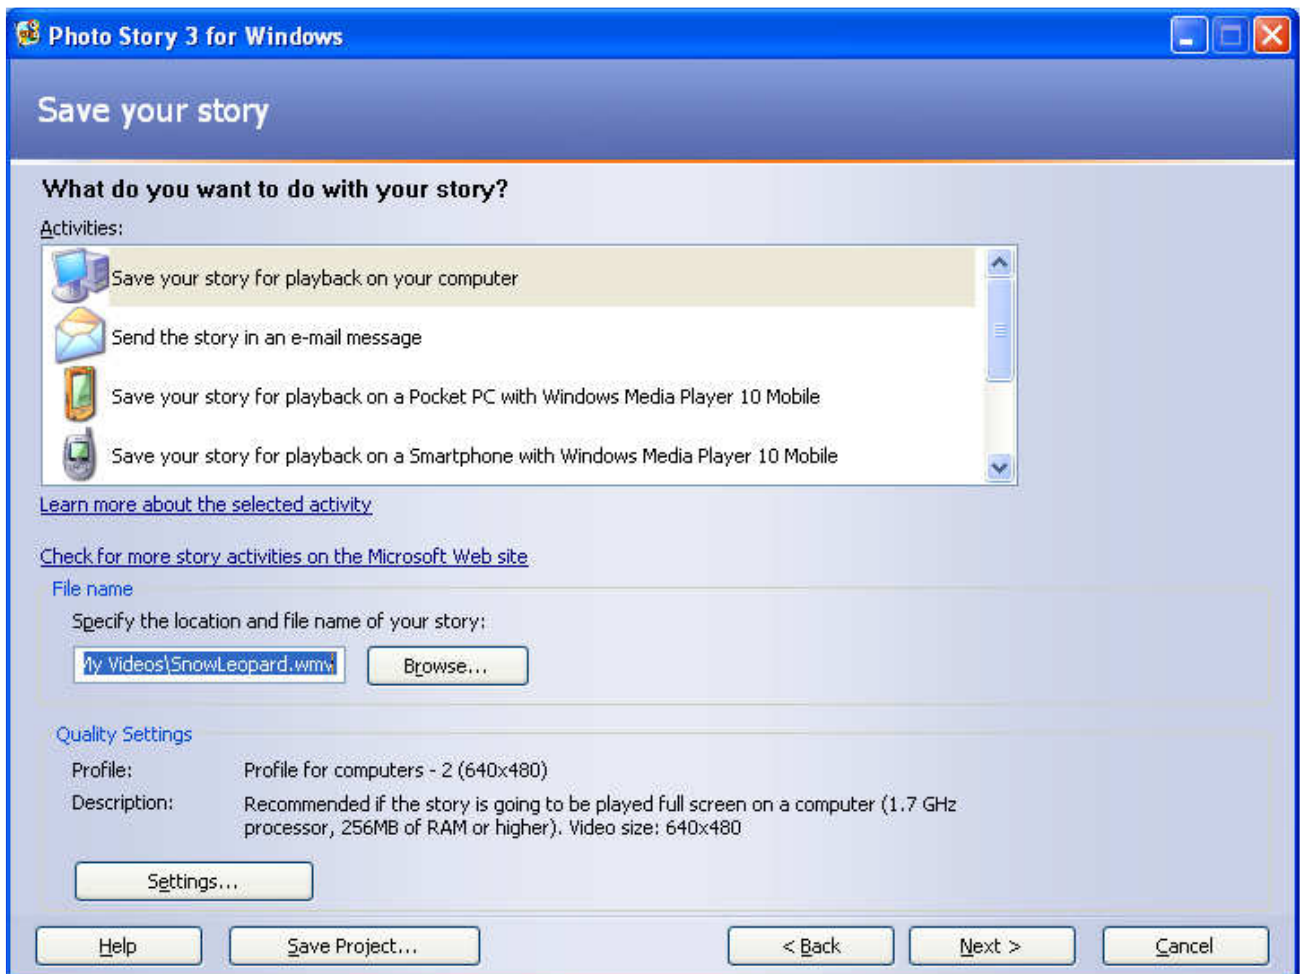 Photo Story 3 for Windows
Save your story
What do you want to do with your story?
Activities:
Save your story for playback on your computer
Send the story in an e-mail message
Save your story for playback on a Pocket PC with Windows Media Player 10 Mobile
Save your story for playback on a Smartphone with Windows Media Player 10 Mobile
Learn more about the selected activity
Check for more story activities on the Microsoft Web site
File name
Specify the location and file name of your story:
My Videos\SnowLeopard.wmv
Browse...
Quality Settings
Profile: Profile for computers - 2 (640x480)
Description: Recommended if the story is going to be played full screen on a computer (1.7 GHz
processor, 256MB of RAM or higher). Video size: 640x480
Settings...
Help Save Project... < Back Next > Cancel